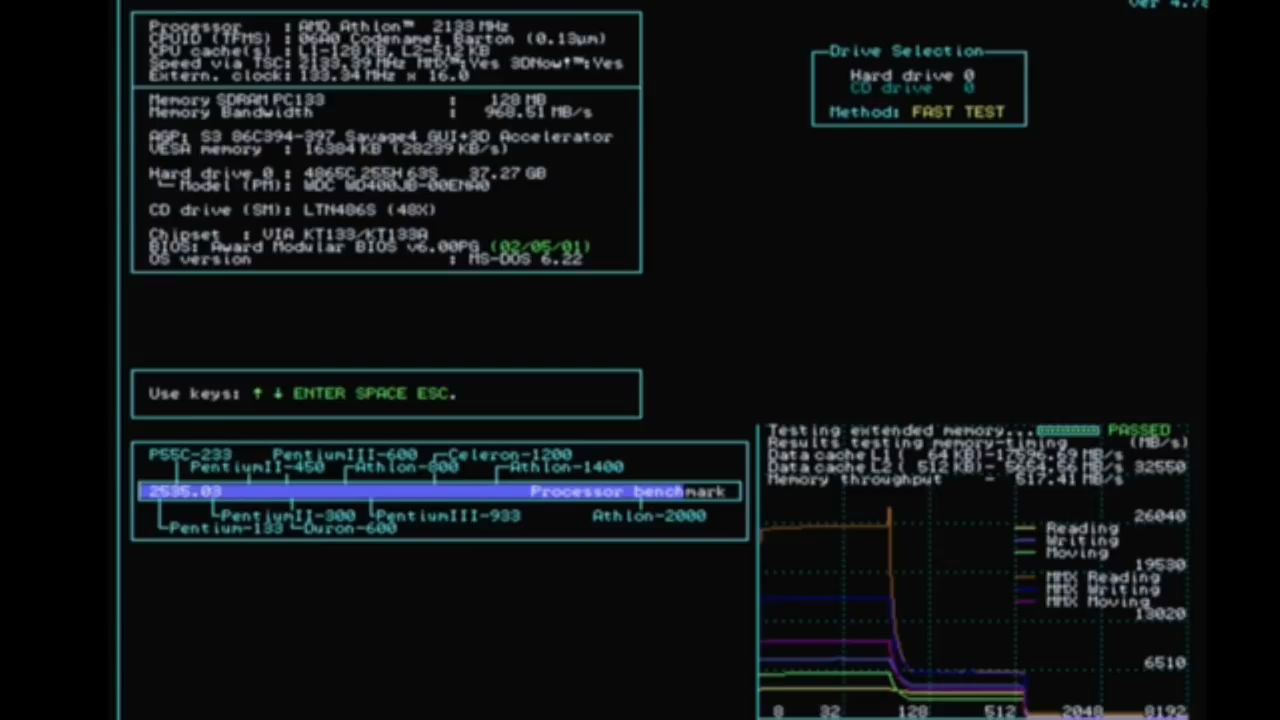 Ver 4.78
Processor : AMD Athlon™ 2133 MHz
CPUID (TFMS) : 06A0 Codename: Barton (0.13µm)
CPU cache(s) : L1-128 KB, L2-512 KB
Speed via TSC: 2133.39 MHz MMX™:Yes 3DNow!™:Yes
Extern. clock: 133.34 MHz x 16.0
Memory SDRAM PC133 : 128 MB
Memory Bandwidth : 968.51 MB/s
AGP: S3 86C394-397 Savage4 GUI+3D Accelerator
VESA memory : 16384 KB (28239 KB/s)
Hard drive 0 : 4865C 255H 63S 37.27 GB
Model (PM): WDC WD400JB-00ENA0
CD drive (SM): LTN486S (48X)
Chipset : VIA KT133/KT133A
BIOS: Award Modular BIOS v6.00PG (02/05/01)
OS version : MS-DOS 6.22
Drive Selection
Hard drive 0
CD drive 0
Method: FAST TEST
Use keys: ↑ ↓ ENTER SPACE ESC.
P55C-233 PentiumIII-600 Celeron-1200
PentiumII-450 Athlon-800 Athlon-1400
2535.03 Processor benchmark
PentiumII-300 PentiumIII-933 Athlon-2000
Pentium-133 Duron-600
Testing extended memory... PASSED
Results testing memory-timing (MB/s)
Data cache L1 ( 64 KB)-17596.69 MB/s
Data cache L2 ( 512 KB)- 5654.56 MB/s 32550
Memory throughput - 517.41 MB/s
26040
Reading
Writing
Moving
19530
MMX Reading
MMX Writing
MMX Moving
13020
6510
8 32 128 512 2048 8192